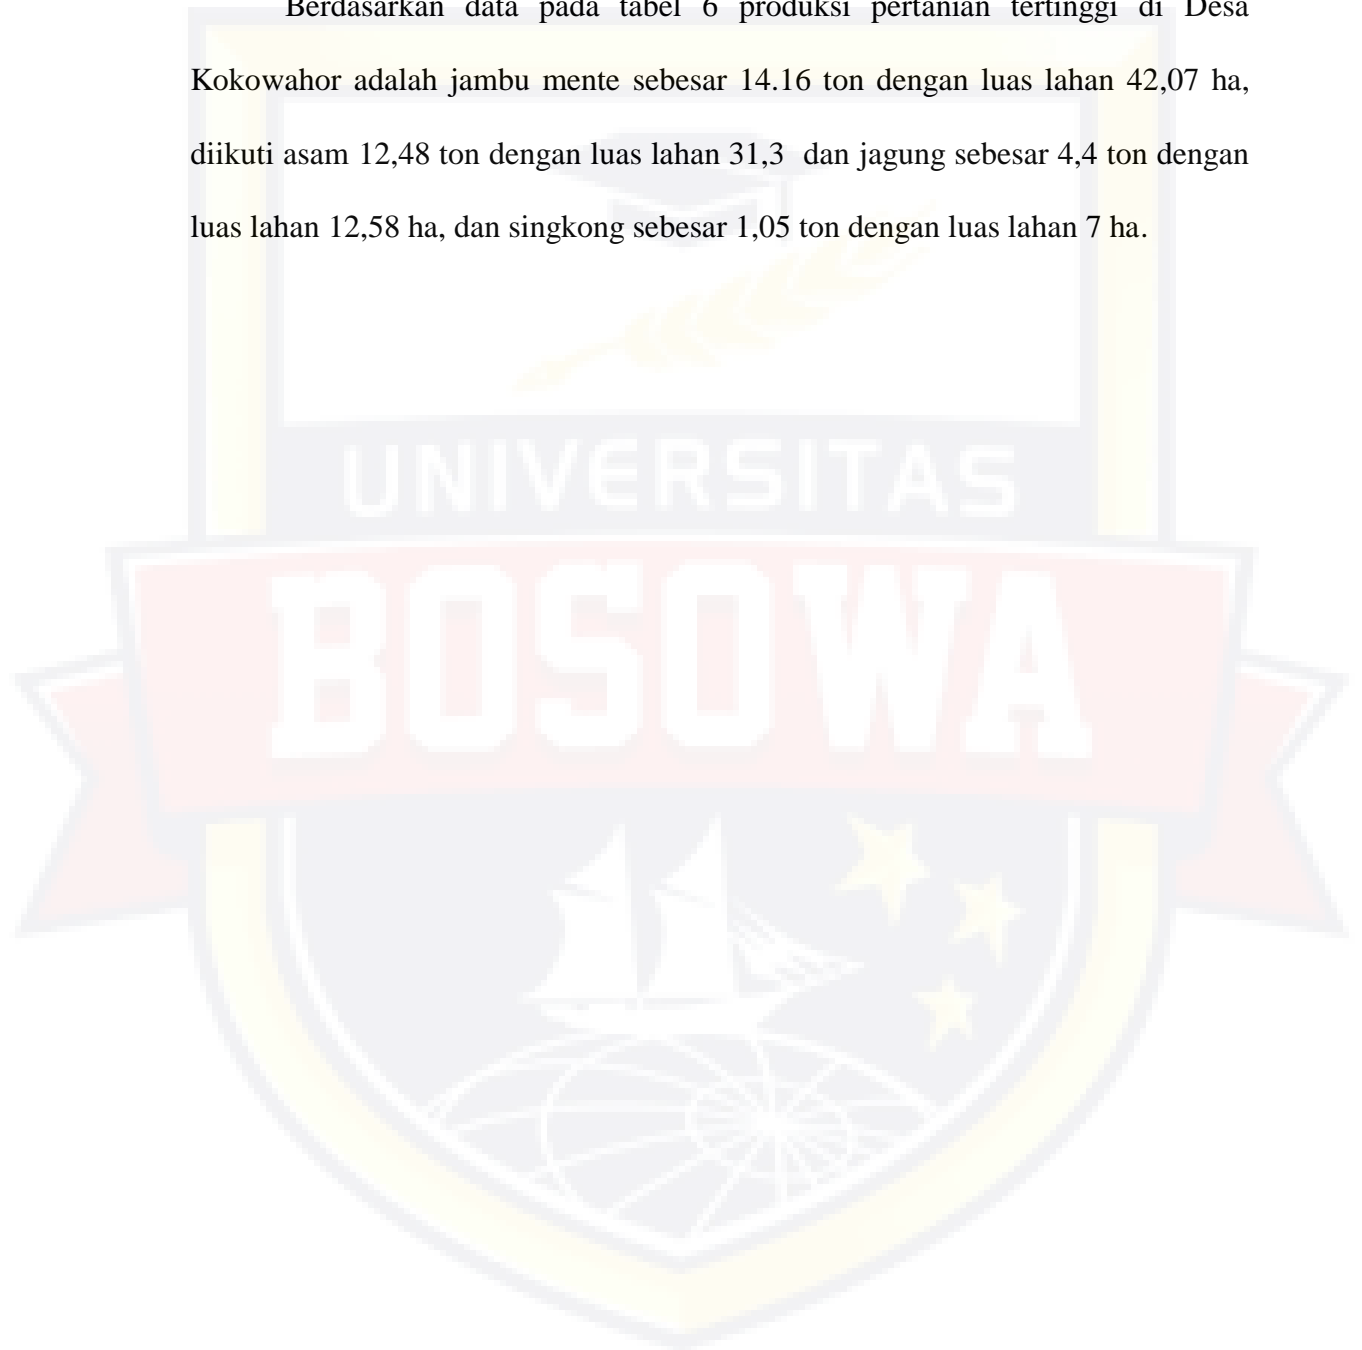 Berdasarkan data pada tabel 6 produksi pertanian tertinggi di Desa
Kokowahor adalah jambu mente sebesar 14.16 ton dengan luas lahan 42,07 ha,
diikuti asam 12,48 ton dengan luas lahan 31,3  dan jagung sebesar 4,4 ton dengan
luas lahan 12,58 ha, dan singkong sebesar 1,05 ton dengan luas lahan 7 ha.
UNIVERSITAS
BOSOWA